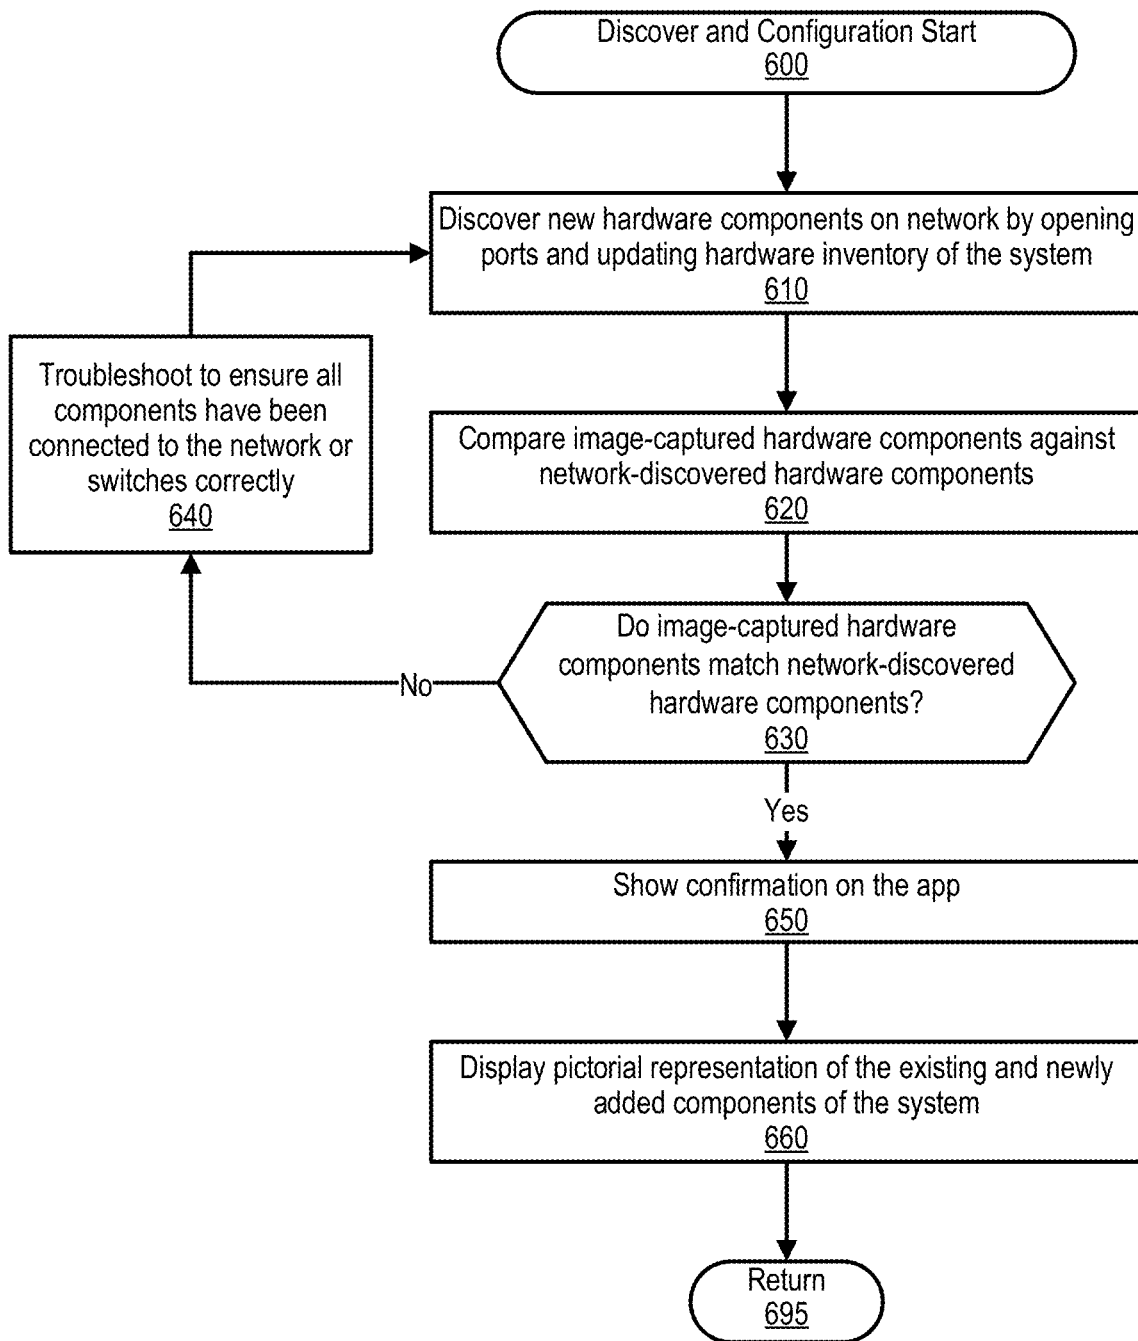 Discover and Configuration Start
600
Discover new hardware components on network by opening
ports and updating hardware inventory of the system
610
Troubleshoot to ensure all
components have been
connected to the network or
switches correctly
640
Compare image-captured hardware components against
network-discovered hardware components
620
Do image-captured hardware
components match network-discovered
hardware components?
630
No
Yes
Show confirmation on the app
650
Display pictorial representation of the existing and newly
added components of the system
660
Return
695